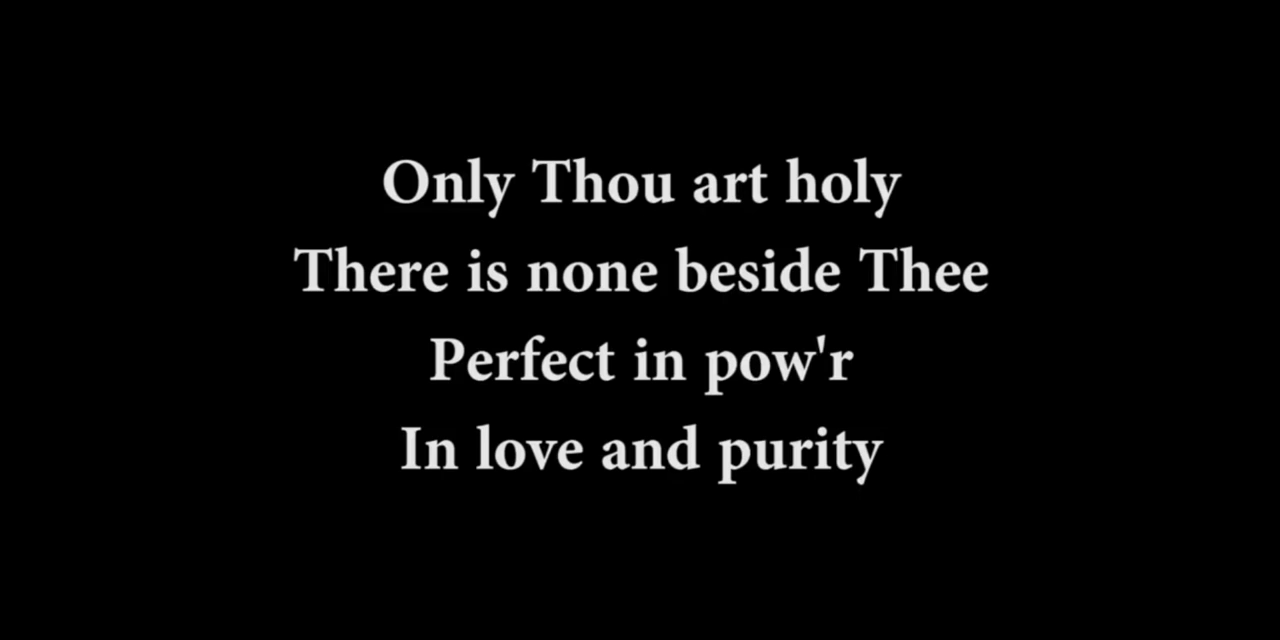 Only Thou art holy
There is none beside Thee
Perfect in pow'r
In love and purity